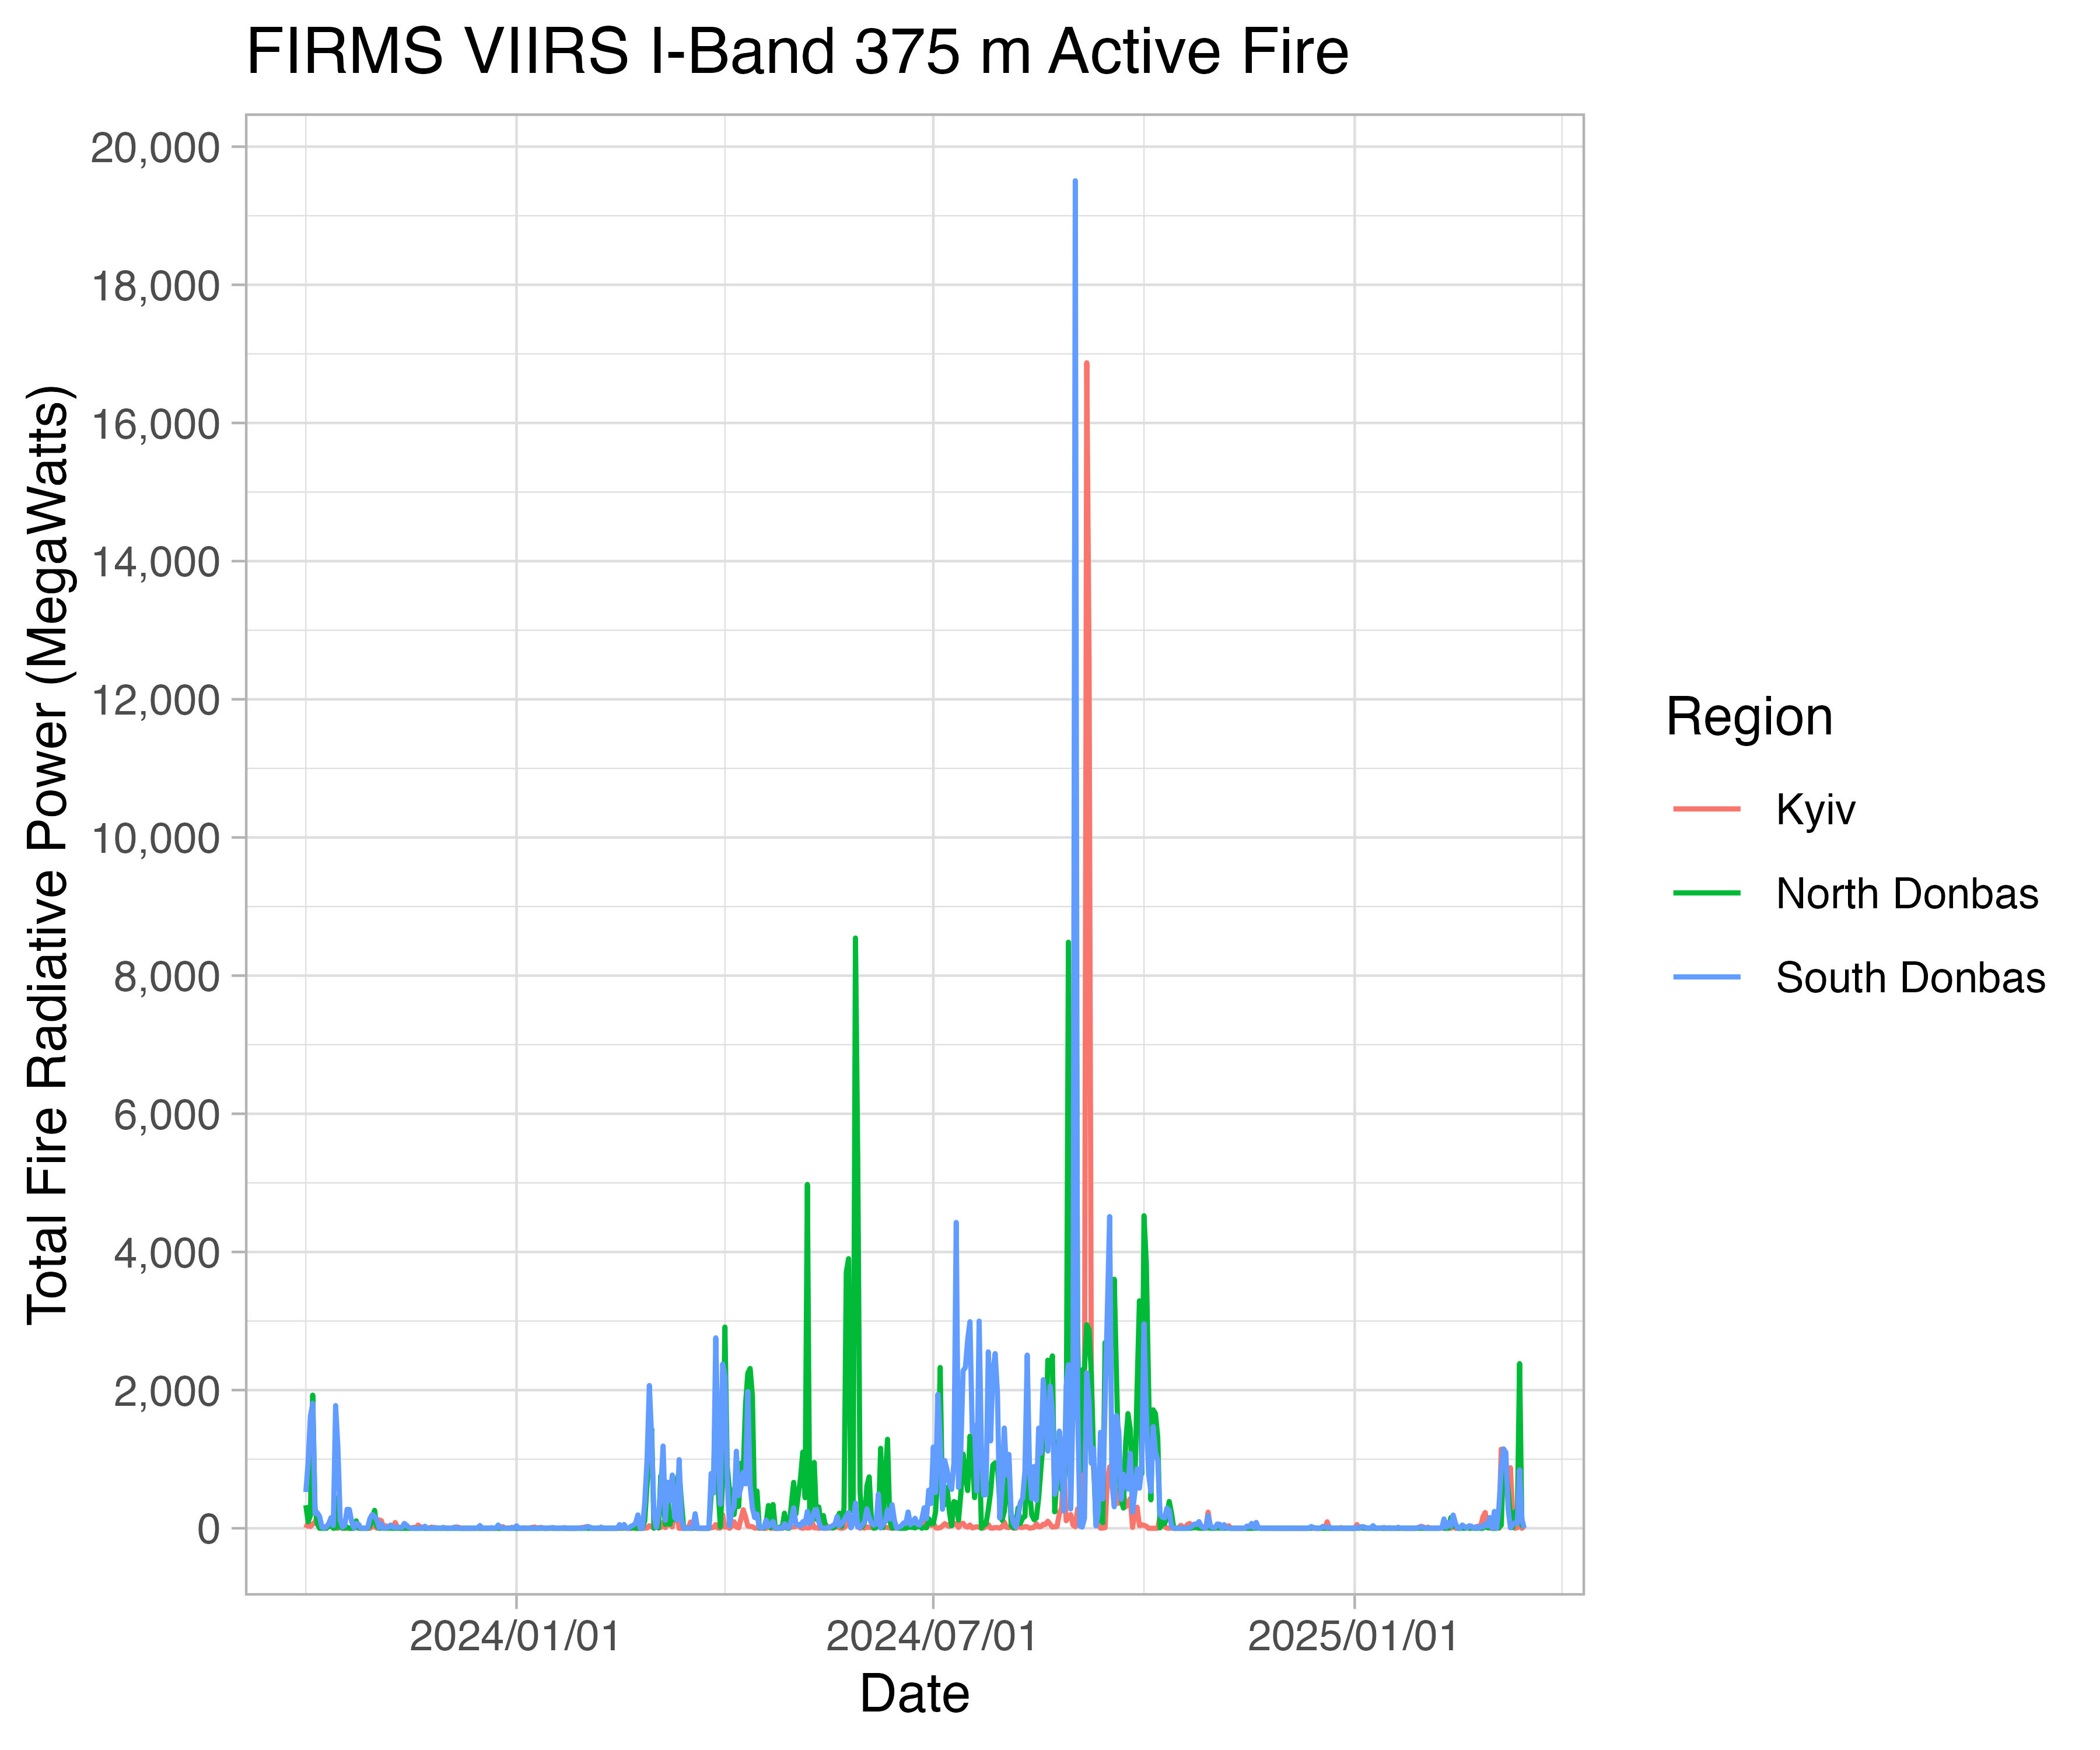 FIRMS VIIRS I-Band 375 m Active Fire
Total Fire Radiative Power (MegaWatts)
20,000
18,000
16,000
14,000
12,000
10,000
8,000
6,000
4,000
2,000
0
2024/01/01
2024/07/01
2025/01/01
Date
Region
Kyiv
North Donbas
South Donbas